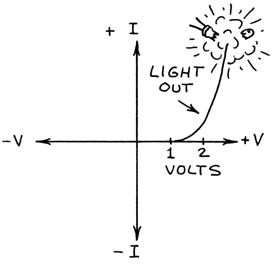 + I
LIGHT
OUT
-V
+V
1 2
VOLTS
- I